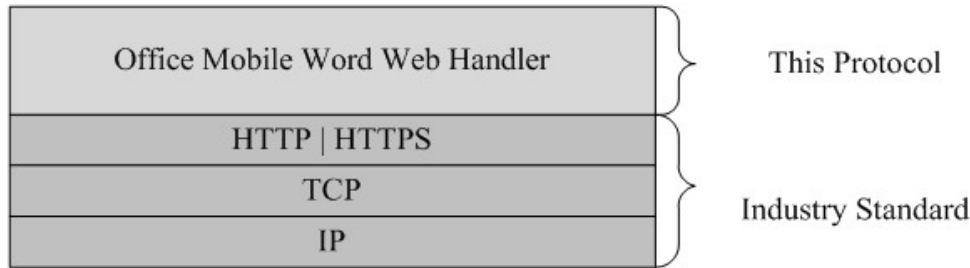 Office Mobile Word Web Handler
This Protocol
HTTP | HTTPS
TCP
Industry Standard
IP